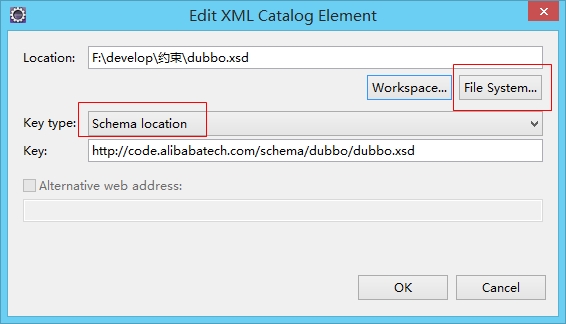 Edit XML Catalog Element
Location: F:\develop\约束\dubbo.xsd
Workspace... File System...
Key type: Schema location
Key: http://code.alibabatech.com/schema/dubbo/dubbo.xsd
Alternative web address:
OK Cancel